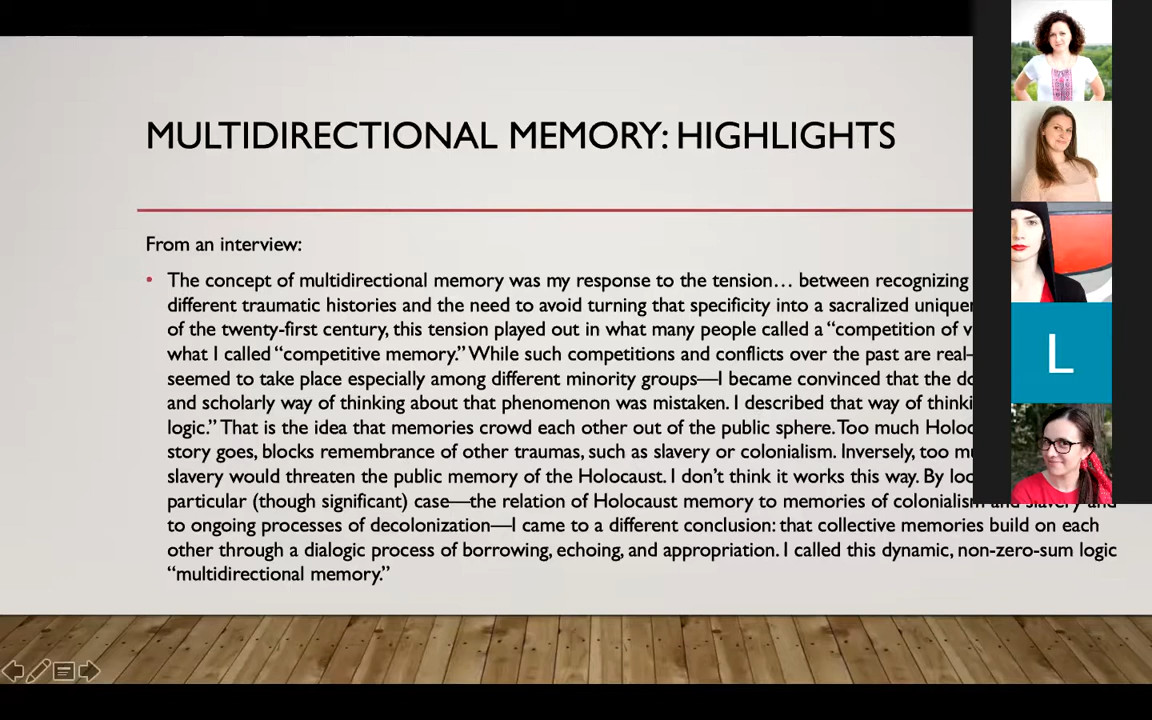 MULTIDIRECTIONAL MEMORY: HIGHLIGHTS
From an interview:
• The concept of multidirectional memory was my response to the tension… between recognizing
different traumatic histories and the need to avoid turning that specificity into a sacralized
of the twenty-first century, this tension played out in what many people called a “competition of
what I called “competitive memory.” While such competitions and conflicts over the past are real–
seemed to take place especially among different minority groups—I became convinced that the
and scholarly way of thinking about that phenomenon was mistaken. I described that way of
logic.” That is the idea that memories crowd each other out of the public sphere. Too much
story goes, blocks remembrance of other traumas, such as slavery or colonialism. Inversely, too
slavery would threaten the public memory of the Holocaust. I don’t think it works this way. By
particular (though significant) case—the relation of Holocaust memory to memories of colonialism and slavery and
to ongoing processes of decolonization—I came to a different conclusion: that collective memories build on each
other through a dialogic process of borrowing, echoing, and appropriation. I called this dynamic, non-zero-sum logic
“multidirectional memory.”
L